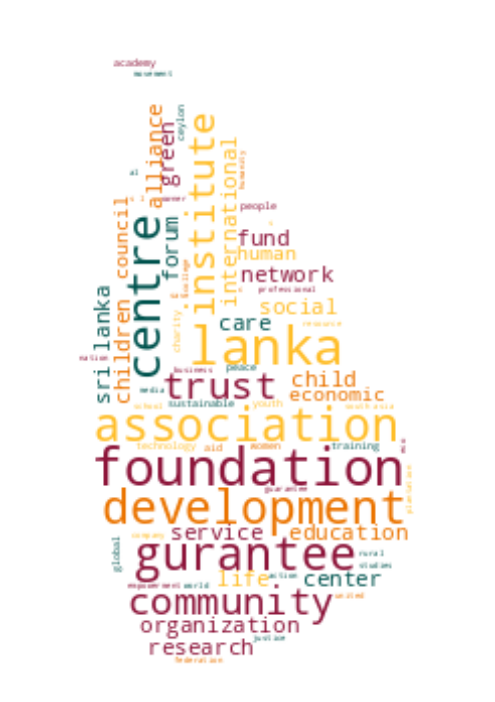 academy
movement
ceylon
alliance
green
institute
al
international
humanity
owner
people
council
centre
forum
fund
human
college
network
professional
sri lanka
children
social
charity
care
resource
lanka
nation
business
peace
trust
child
media
economic
school
sustainable
youth
south asia
association
technology
aid
women
training
foundation
guarantee
plantation
development
company
service
education
global
gurantee
rural
studies
life
action
center
empowerment
world
community
united
organization
justice
research
federation